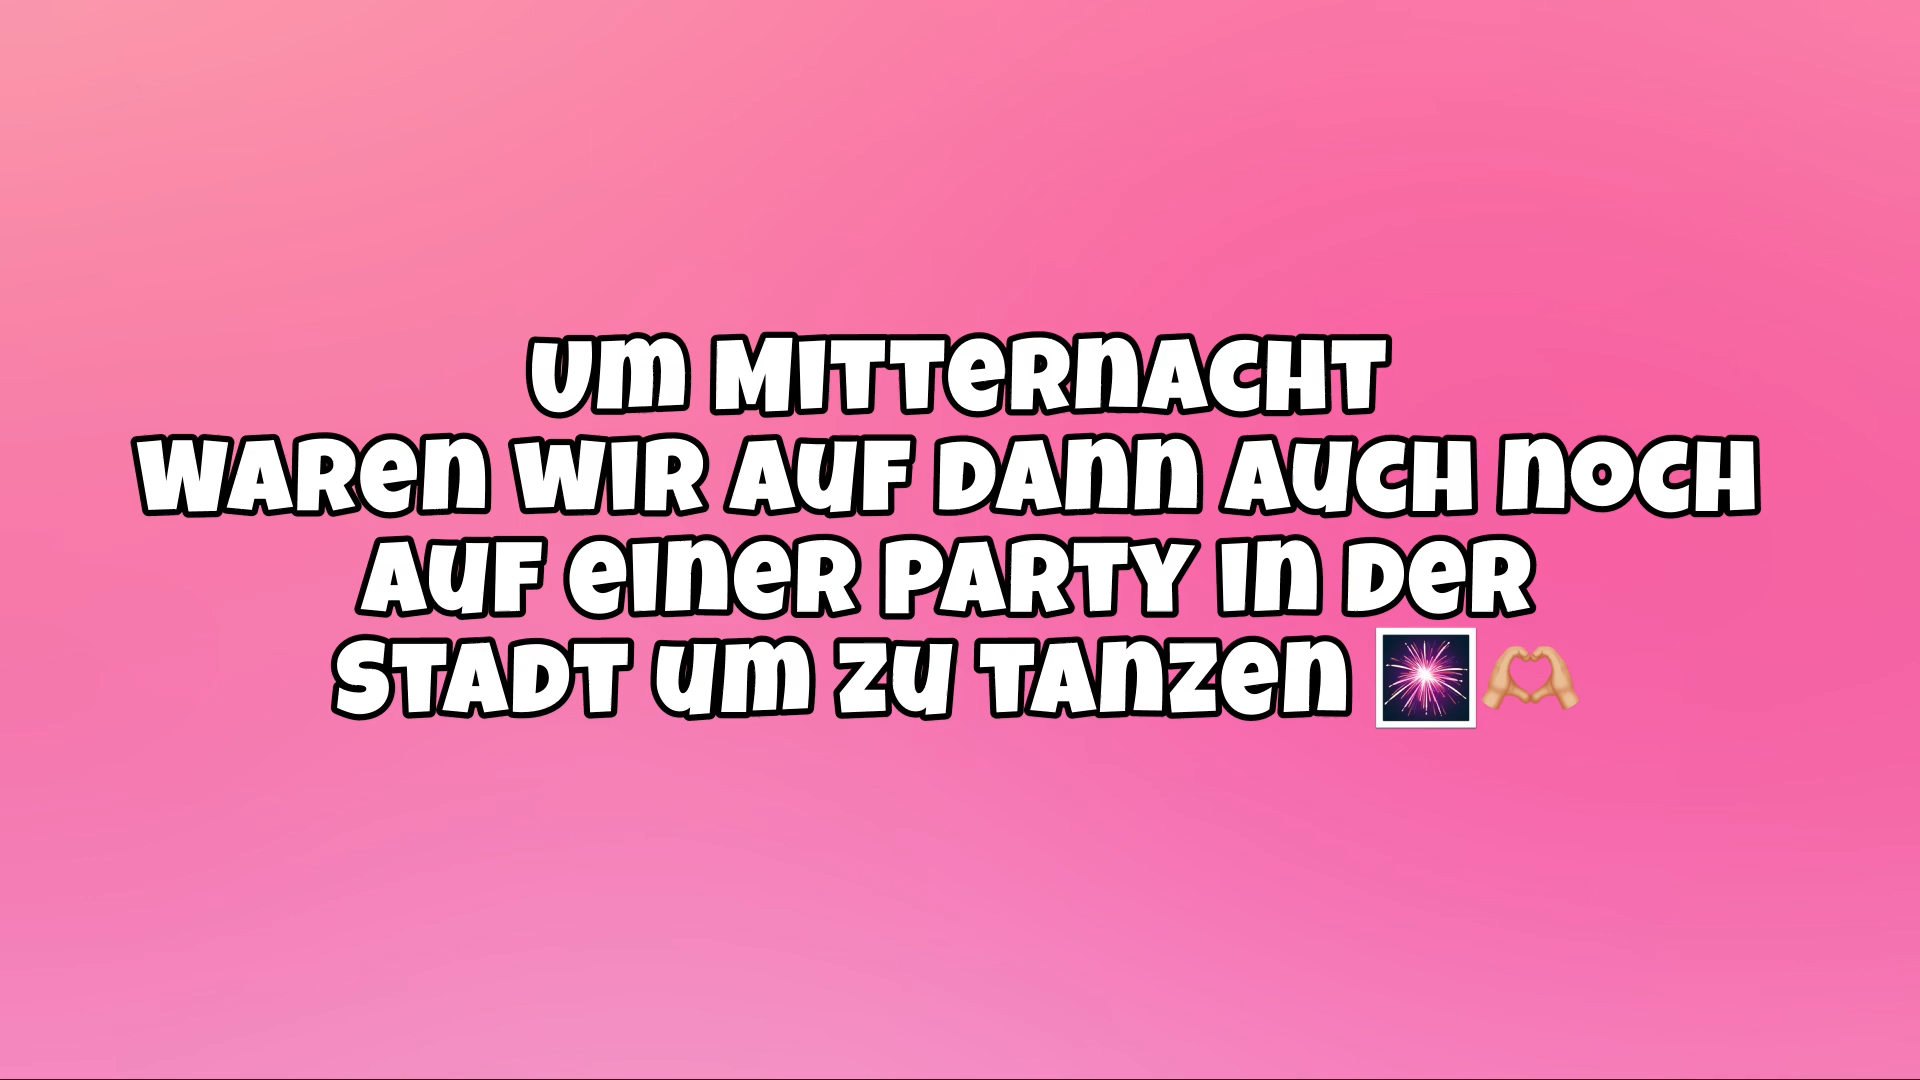 Um Mitternacht
waren wir auf dann auch noch
auf einer Party in der
Stadt um zu tanzen 🎆🫶🏼